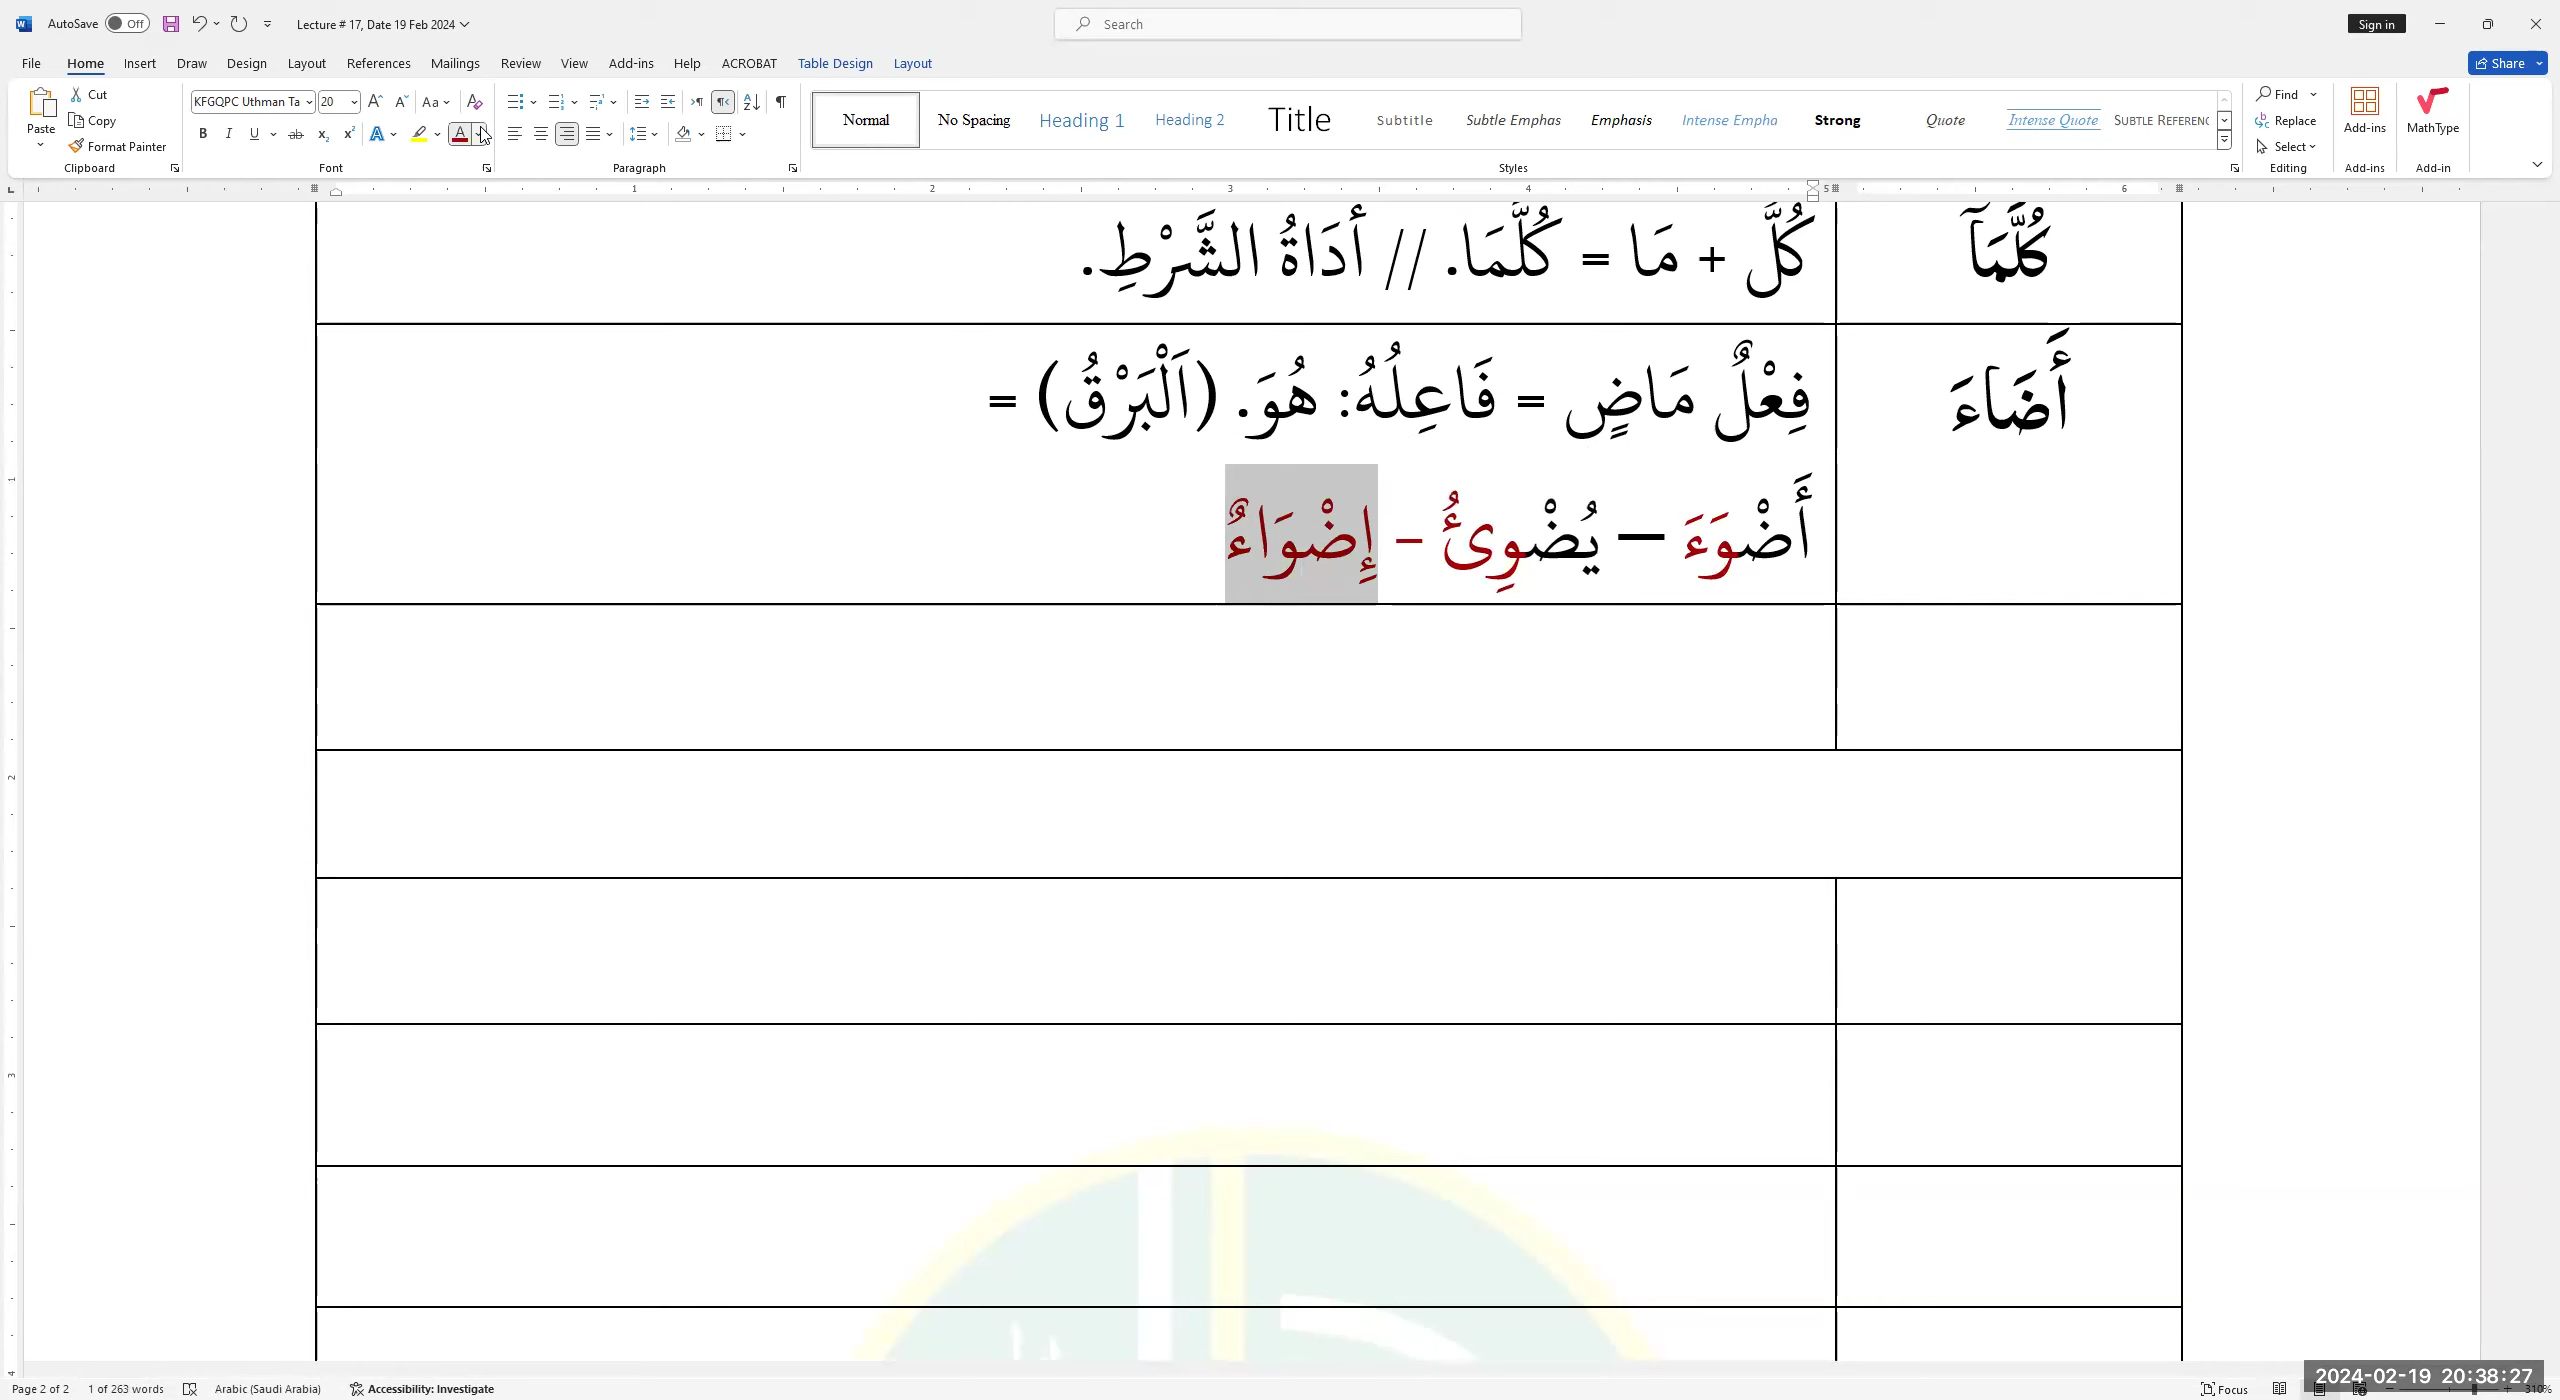 AutoSave Off Lecture # 17, Date 19 Feb 2024 Search Sign in
File Home Insert Draw Design Layout References Mailings Review View Add-ins Help ACROBAT Table Design Layout Share
Paste Cut Copy Format Painter Clipboard
KFGQPC Uthman Ta 20 Aa Font
Paragraph
Normal No Spacing Heading 1 Heading 2 Title Subtitle Subtle Emphas Emphasis Intense Empha Strong Quote Intense Quote SUBTLE REFERENC Styles
Find Replace Select Editing
Add-ins Add-ins
MathType Add-in
كُلَّمَآ
كُلَّ + مَا = كُلَّمَا. // أَدَاةُ الشَّرْطِ.
أَضَآءَ
فِعْلٌ مَاضٍ = فَاعِلُهُ: هُوَ. (اَلْبَرْقُ) =
أَضْوَءَ – يُضْوِئُ – إِضْوَاءٌ
Page 2 of 2 1 of 263 words Arabic (Saudi Arabia) Accessibility: Investigate Focus 310%
2024-02-19 20:38:27